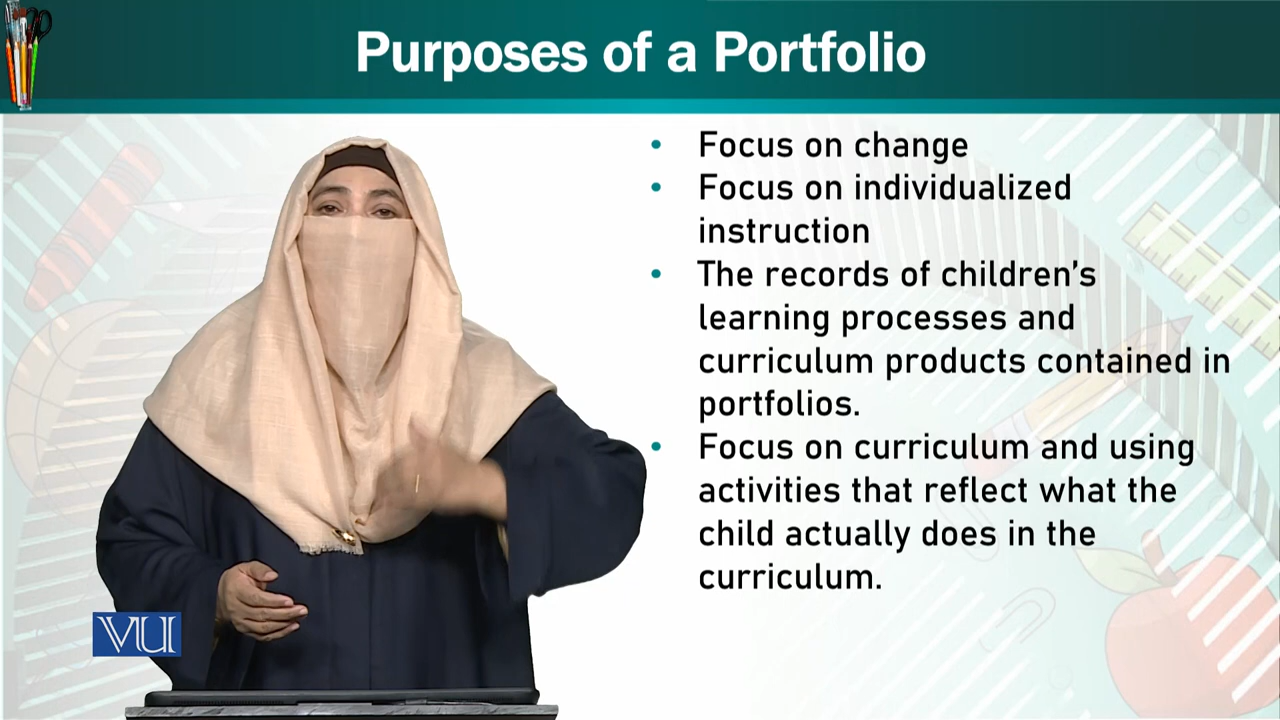 Purposes of a Portfolio
• Focus on change
• Focus on individualized
instruction
• The records of children’s
learning processes and
curriculum products contained in
portfolios.
• Focus on curriculum and using
activities that reflect what the
child actually does in the
curriculum.
VU